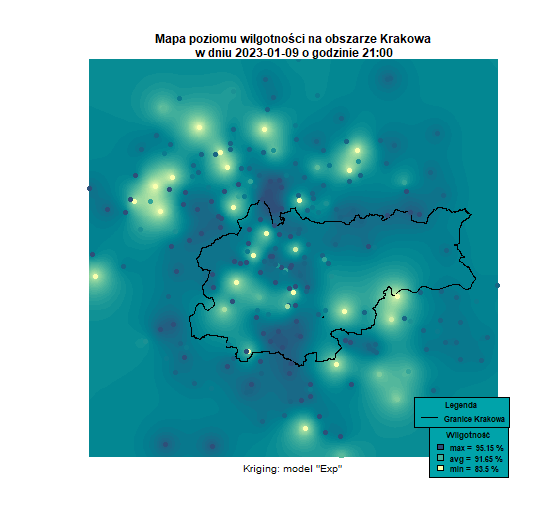 Mapa poziomu wilgotności na obszarze Krakowa
w dniu 2023-01-09 o godzinie 21:00
Legenda
Granice Krakowa
Wilgotność
max = 95.15 %
avg = 91.65 %
min = 83.5 %
Kriging: model "Exp"